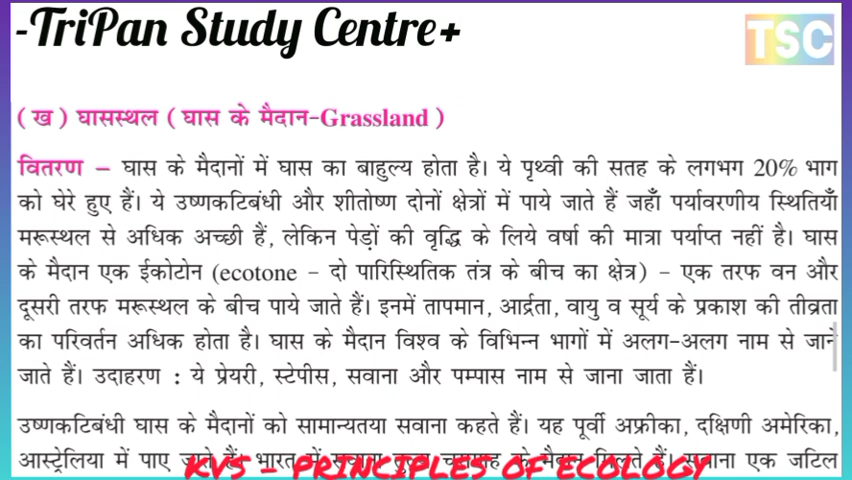 -TriPan Study Centre+
TSC
( ख ) घासस्थल ( घास के मैदान-Grassland )
वितरण – घास के मैदानों में घास का बाहुल्य होता है। ये पृथ्वी की सतह के लगभग 20% भाग
को घेरे हुए हैं। ये उष्णकटिबंधी और शीतोष्ण दोनों क्षेत्रों में पाये जाते हैं जहाँ पर्यावरणीय स्थितियाँ
मरूस्थल से अधिक अच्छी हैं, लेकिन पेड़ों की वृद्धि के लिये वर्षा की मात्रा पर्याप्त नहीं है। घास
के मैदान एक ईकोटोन (ecotone – दो पारिस्थितिक तंत्र के बीच का क्षेत्र) – एक तरफ वन और
दूसरी तरफ मरूस्थल के बीच पाये जाते हैं। इनमें तापमान, आर्द्रता, वायु व सूर्य के प्रकाश की तीव्रता
का परिवर्तन अधिक होता है। घास के मैदान विश्व के विभिन्न भागों में अलग-अलग नाम से जाने
जाते हैं। उदाहरण : ये प्रेयरी, स्टेपीस, सवाना और पम्पास नाम से जाना जाता हैं।
उष्णकटिबंधी घास के मैदानों को सामान्यतया सवाना कहते हैं। यह पूर्वी अफ्रीका, दक्षिणी अमेरिका,
आस्ट्रेलिया में पाए जाते हैं। भारत में सवाना के मैदान मिलते हैं। सवाना एक जटिल
KVS - PRINCIPLES OF ECOLOGY